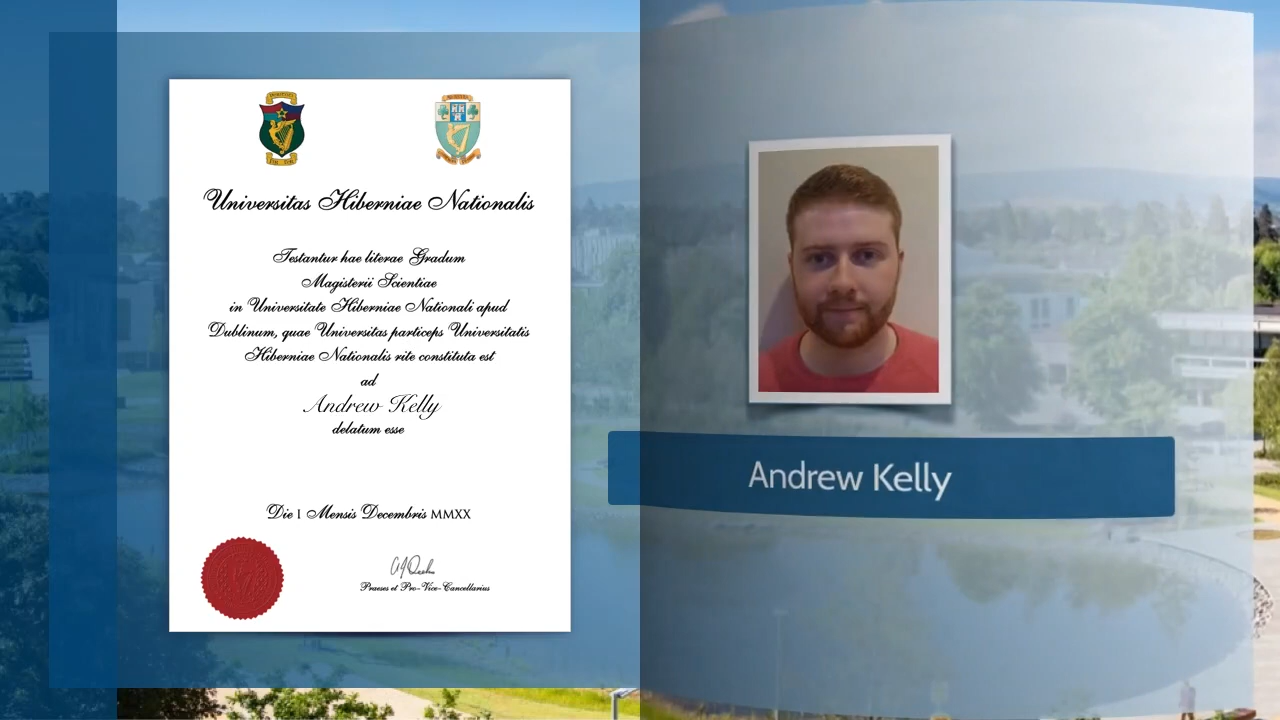 Universitas Hiberniae Nationalis
Testantur hae literae Gradum
Magisterii Scientiae
in Universitate Hiberniae Nationali apud
Dublinum, quae Universitas particeps Universitatis
Hiberniae Nationalis rite constituta est
ad
Andrew Kelly
delatum esse
Die I Mensis Decembris MMXX
Praeses et Pro-Vice-Cancellarius
Andrew Kelly